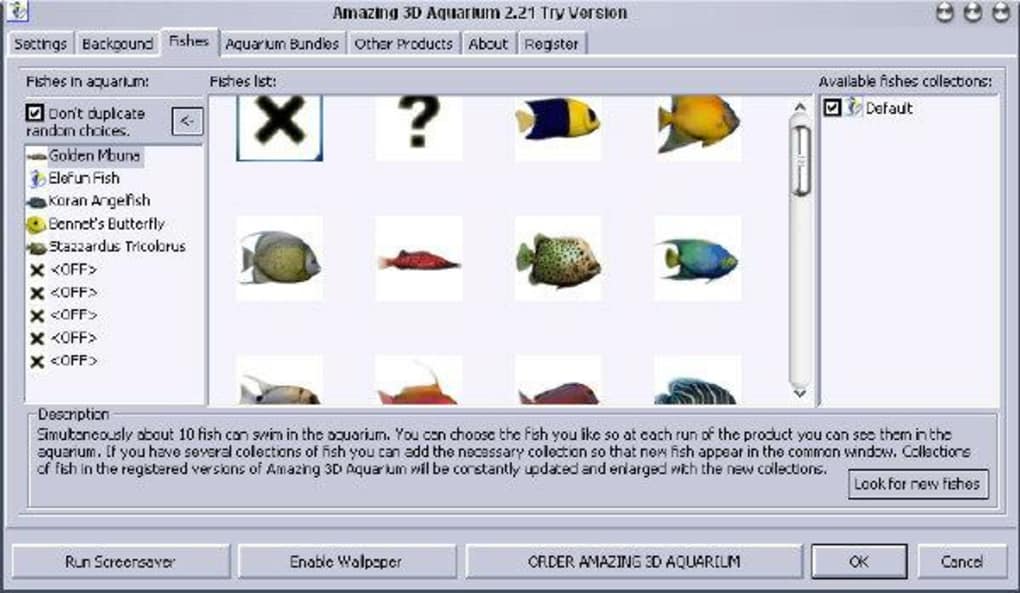 Amazing 3D Aquarium 2.21 Try Version
Settings Backgound Fishes Aquarium Bundles Other Products About Register
Fishes in aquarium:
Don't duplicate
random choices.
<-
Golden Mbuna
Elefun Fish
Koran Angelfish
Bennet's Butterfly
Stazzardus Tricolorus
<OFF>
<OFF>
<OFF>
<OFF>
<OFF>
Fishes list:
?
Available fishes collections:
Default
Description
Simultaneously about 10 fish can swim in the aquarium. You can choose the fish you like so at each run of the product you can see them in the
aquarium. If you have several collections of fish you can add the necessary collection so that new fish appear in the common window. Collections
of fish in the registered versions of Amazing 3D Aquarium will be constantly updated and enlarged with the new collections.
Look for new fishes
Run Screensaver Enable Wallpaper ORDER AMAZING 3D AQUARIUM OK Cancel